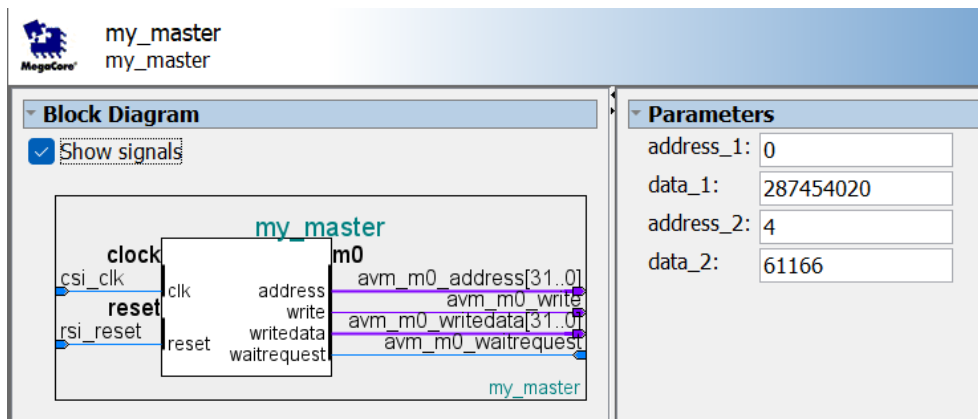 my_master
MegaCore'
my_master
Block Diagram
Show signals
my_master
clock
m0
csi_clk
clk
address
avm_m0_address[31..0]
reset
write
avm_m0_write
rsi_reset
reset
writedata
avm_m0_writedata[31..0]
waitrequest
avm_m0_waitrequest
my_master
Parameters
address_1: 0
data_1: 287454020
address_2: 4
data_2: 61166